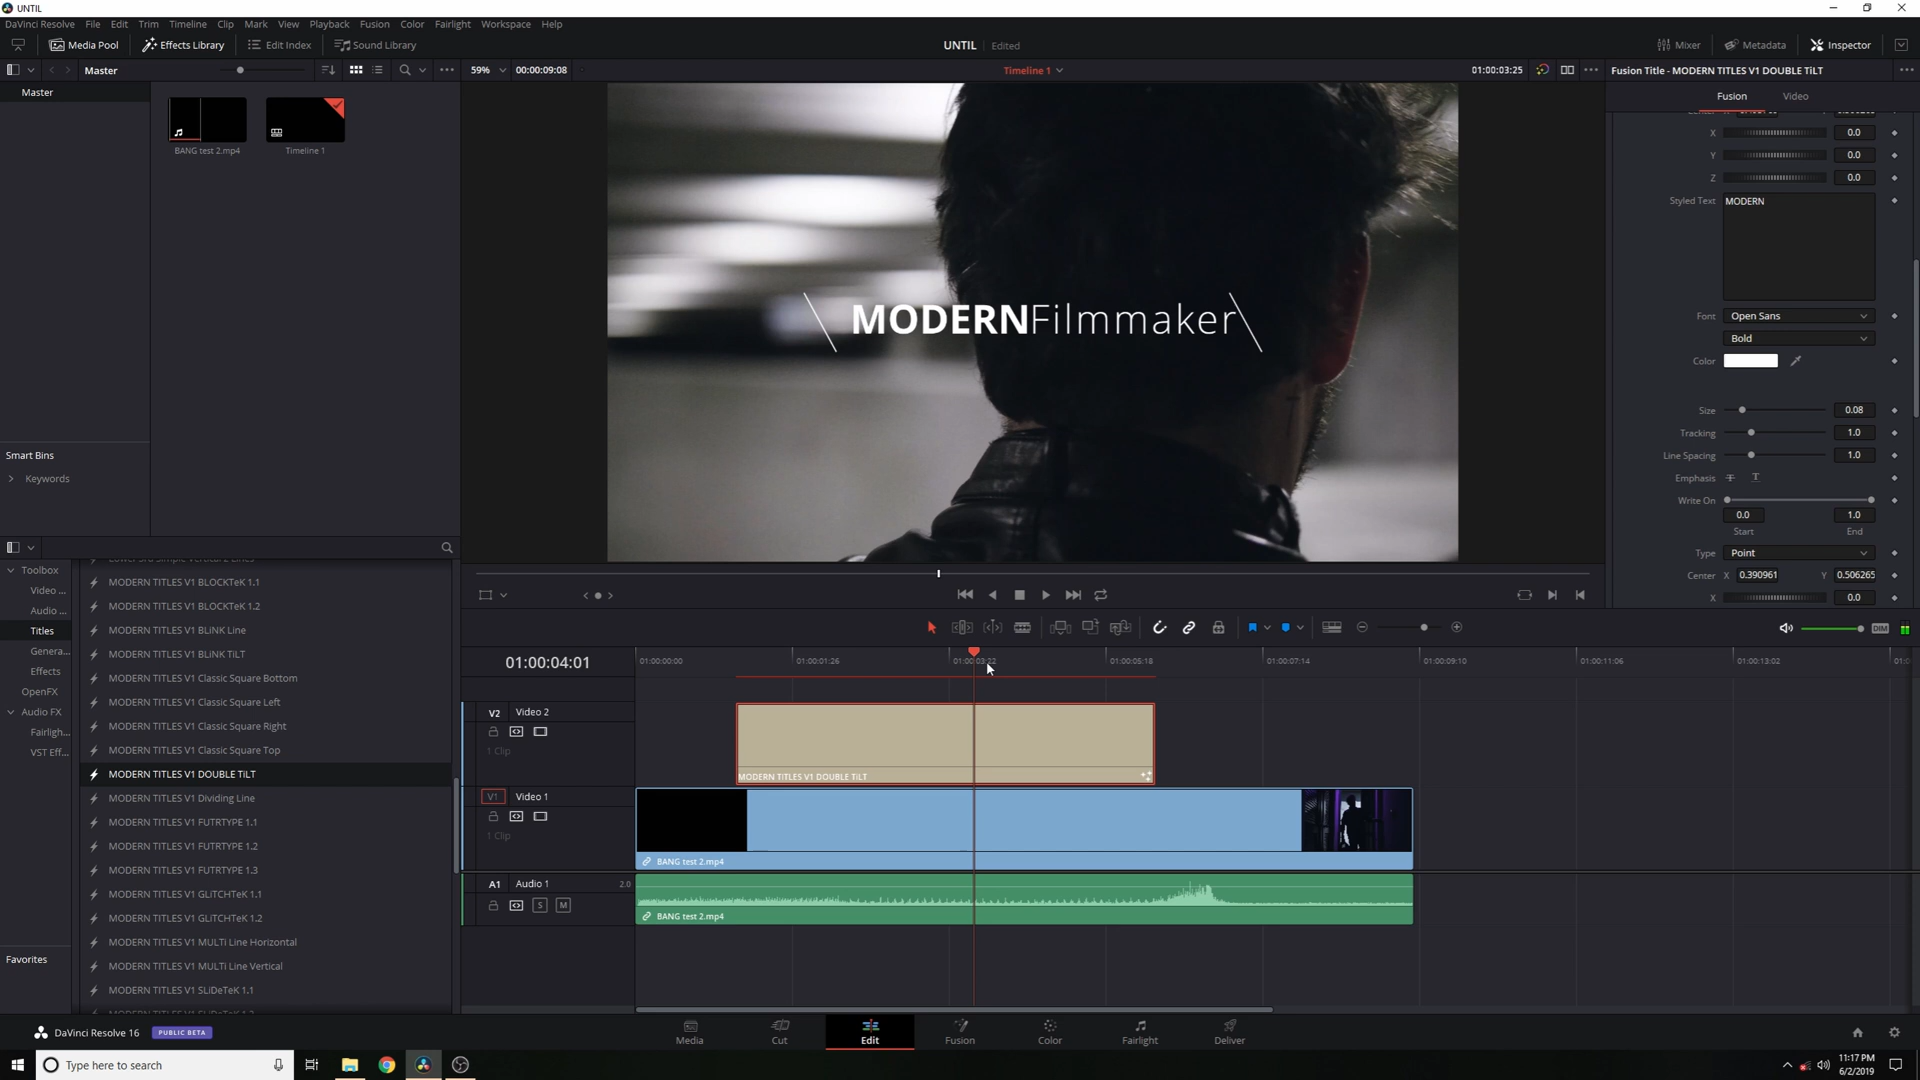 UNTIL
DaVinci Resolve File Edit Trim Timeline Clip Mark View Playback Fusion Color Fairlight Workspace Help
Media Pool Effects Library Edit Index Sound Library UNTIL Edited Mixer Metadata Inspector
Master 59% 00:00:09:08 Timeline 1 01:00:03:25 Fusion Title - MODERN TITLES V1 DOUBLE TiLT
Master
Fusion Video
BANG test 2.mp4 Timeline 1
X 0.0
Y 0.0
Z 0.0
Styled Text MODERN
MODERNFilmmaker
Font Open Sans
Bold
Color
Size 0.08
Tracking 1.0
Line Spacing 1.0
Emphasis T T
Write On
0.0 1.0
Start End
Type Point
Center X 0.390961 Y 0.506265
X 0.0
Smart Bins
Keywords
Toolbox
Video ...
Audio ...
Titles
Genera...
Effects
OpenFX
Audio FX
Fairligh...
VST Eff...
Favorites
MODERN TITLES V1 BLOCKTeK 1.1
MODERN TITLES V1 BLOCKTeK 1.2
MODERN TITLES V1 BLiNK Line
MODERN TITLES V1 BLiNK TiLT
MODERN TITLES V1 Classic Square Bottom
MODERN TITLES V1 Classic Square Left
MODERN TITLES V1 Classic Square Right
MODERN TITLES V1 Classic Square Top
MODERN TITLES V1 DOUBLE TiLT
MODERN TITLES V1 Dividing Line
MODERN TITLES V1 FUTRTYPE 1.1
MODERN TITLES V1 FUTRTYPE 1.2
MODERN TITLES V1 FUTRTYPE 1.3
MODERN TITLES V1 GLiTCHTeK 1.1
MODERN TITLES V1 GLiTCHTeK 1.2
MODERN TITLES V1 MULTi Line Horizontal
MODERN TITLES V1 MULTi Line Vertical
MODERN TITLES V1 SLiDeTeK 1.1
DIM
01:00:04:01 01:00:00:00 01:00:01:26 01:00:03:22 01:00:05:18 01:00:07:14 01:00:09:10 01:00:11:06 01:00:13:02
V2 Video 2
1 Clip
MODERN TITLES V1 DOUBLE TiLT
V1 Video 1
1 Clip
BANG test 2.mp4
A1 Audio 1 2.0
S M
BANG test 2.mp4
DaVinci Resolve 16 PUBLIC BETA
Media Cut Edit Fusion Color Fairlight Deliver
Type here to search
11:17 PM
6/2/2019